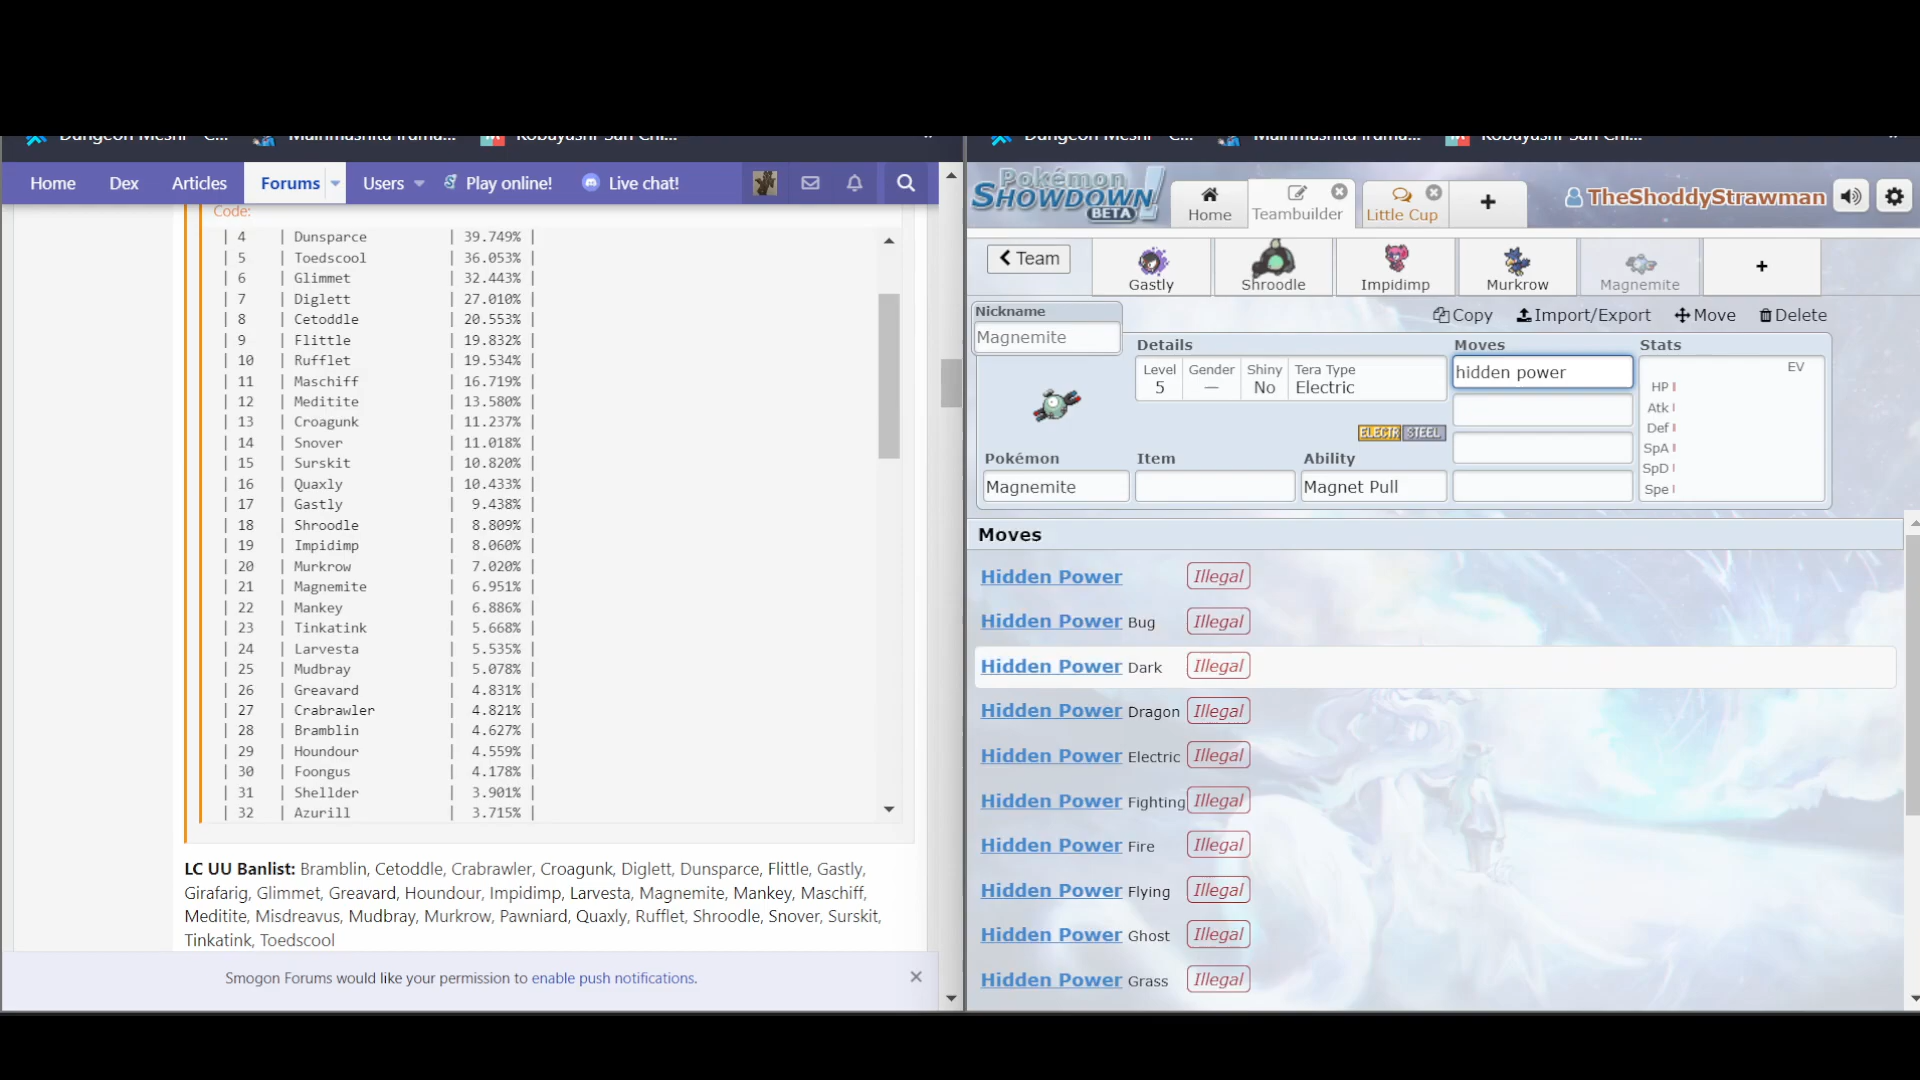 Dungeon Meshi - C...
Kobayashi-San Chi...
Dungeon Meshi - C...
Kobayashi-San Chi...
Home
Dex
Articles
Forums
Users
Play online!
Live chat!
Code:
| 4 | Dunsparce | 39.749% |
| 5 | Toedscool | 36.053% |
| 6 | Glimmet | 32.443% |
| 7 | Diglett | 27.010% |
| 8 | Cetoddle | 20.553% |
| 9 | Flittle | 19.832% |
| 10 | Rufflet | 19.534% |
| 11 | Maschiff | 16.719% |
| 12 | Meditite | 13.580% |
| 13 | Croagunk | 11.237% |
| 14 | Snover | 11.018% |
| 15 | Surskit | 10.820% |
| 16 | Quaxly | 10.433% |
| 17 | Gastly | 9.438% |
| 18 | Shroodle | 8.809% |
| 19 | Impidimp | 8.060% |
| 20 | Murkrow | 7.020% |
| 21 | Magnemite | 6.951% |
| 22 | Mankey | 6.886% |
| 23 | Tinkatink | 5.668% |
| 24 | Larvesta | 5.535% |
| 25 | Mudbray | 5.078% |
| 26 | Greavard | 4.831% |
| 27 | Crabrawler | 4.821% |
| 28 | Bramblin | 4.627% |
| 29 | Houndour | 4.559% |
| 30 | Foongus | 4.178% |
| 31 | Shellder | 3.901% |
| 32 | Azurill | 3.715% |
LC UU Banlist: Bramblin, Cetoddle, Crabrawler, Croagunk, Diglett, Dunsparce, Flittle, Gastly,
Girafarig, Glimmet, Greavard, Houndour, Impidimp, Larvesta, Magnemite, Mankey, Maschiff,
Meditite, Misdreavus, Mudbray, Murkrow, Pawniard, Quaxly, Rufflet, Shroodle, Snover, Surskit,
Tinkatink, Toedscool
Smogon Forums would like your permission to enable push notifications.
Pokémon
SHOWDOWN!
BETA
Home
Teambuilder
Little Cup
+
TheShoddyStrawman
Team
Gastly
Shroodle
Impidimp
Murkrow
Magnemite
+
Copy
Import/Export
Move
Delete
Nickname
Magnemite
Details
Level
5
Gender
—
Shiny
No
Tera Type
Electric
ELECTR STEEL
Pokémon
Magnemite
Item
Ability
Magnet Pull
Moves
hidden power
Stats
EV
HP
Atk
Def
SpA
SpD
Spe
Moves
Hidden Power Illegal
Hidden Power Bug Illegal
Hidden Power Dark Illegal
Hidden Power Dragon Illegal
Hidden Power Electric Illegal
Hidden Power Fighting Illegal
Hidden Power Fire Illegal
Hidden Power Flying Illegal
Hidden Power Ghost Illegal
Hidden Power Grass Illegal